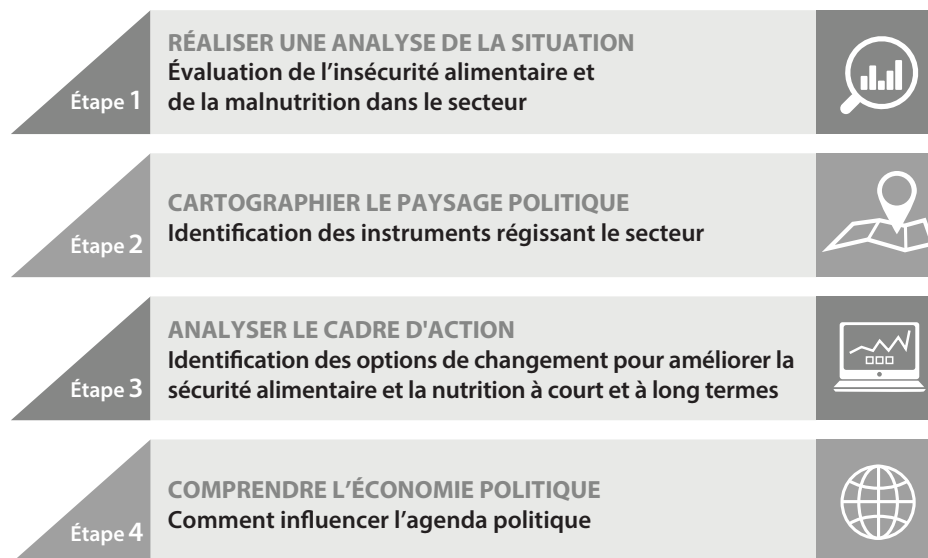 RÉALISER UNE ANALYSE DE LA SITUATION
Évaluation de l’insécurité alimentaire et
de la malnutrition dans le secteur
Étape 1
CARTOGRAPHIER LE PAYSAGE POLITIQUE
Identification des instruments régissant le secteur
Étape 2
ANALYSER LE CADRE D'ACTION
Identification des options de changement pour améliorer la
sécurité alimentaire et la nutrition à court et à long termes
Étape 3
COMPRENDRE L’ÉCONOMIE POLITIQUE
Comment influencer l’agenda politique
Étape 4